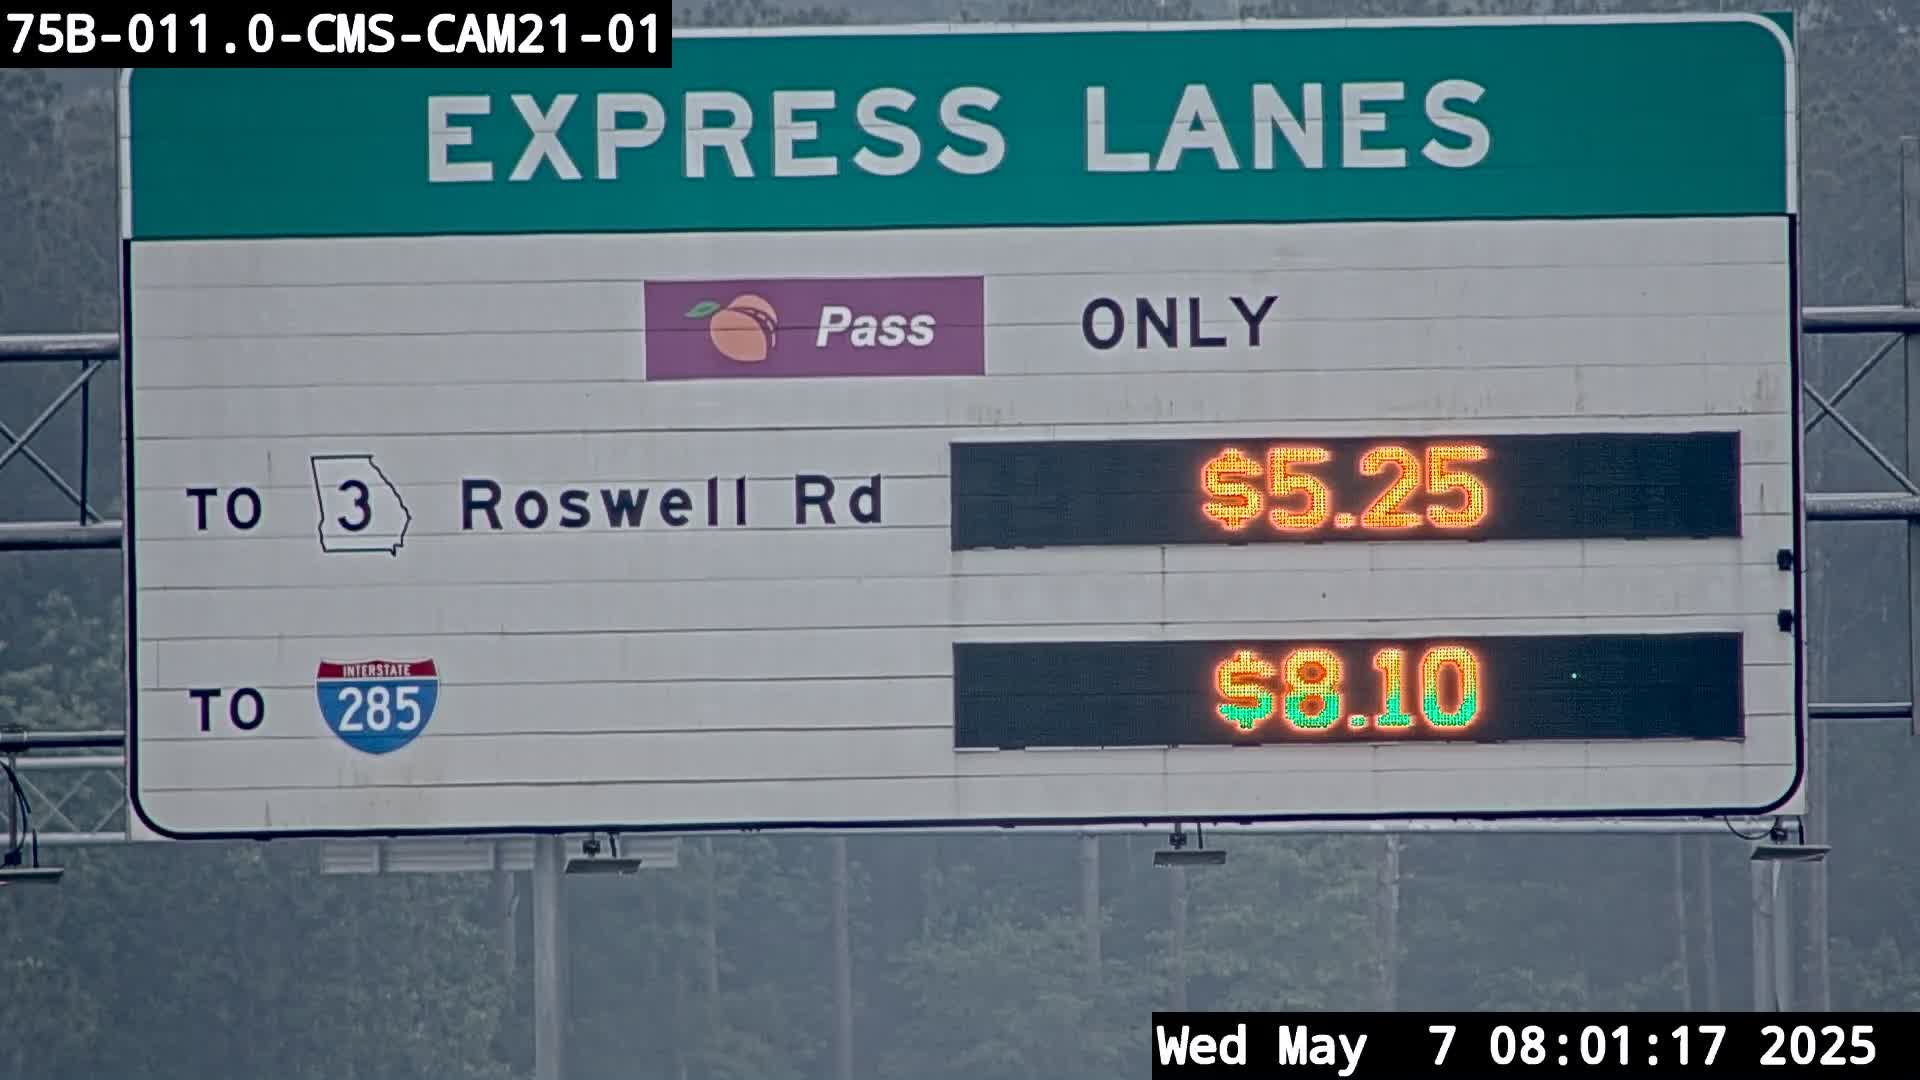 75B-011.0-CMS-CAM21-01
EXPRESS LANES
Pass ONLY
TO 3 Roswell Rd $5.25
INTERSTATE
TO 285 $8.10
Wed May 7 08:01:17 2025